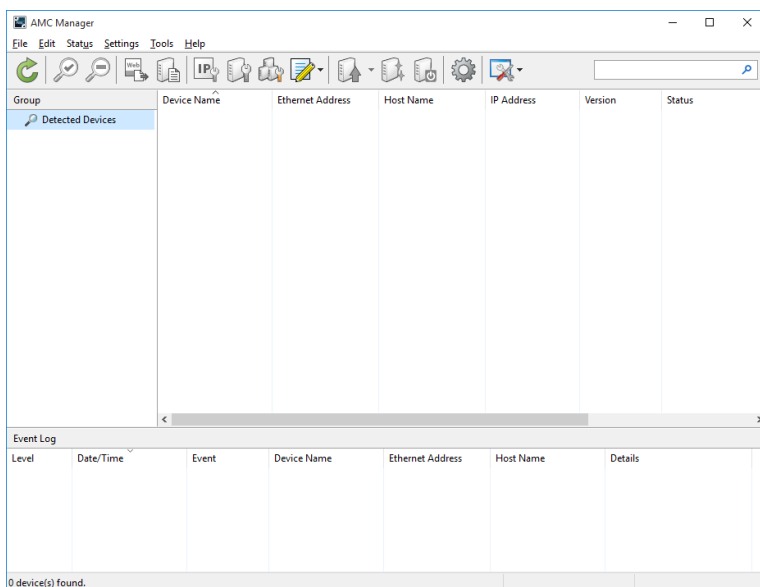 AMC Manager
File Edit Status Settings Tools Help
Web IP
Group Device Name Ethernet Address Host Name IP Address Version Status
Detected Devices
Event Log
Level Date/Time Event Device Name Ethernet Address Host Name Details
0 device(s) found.